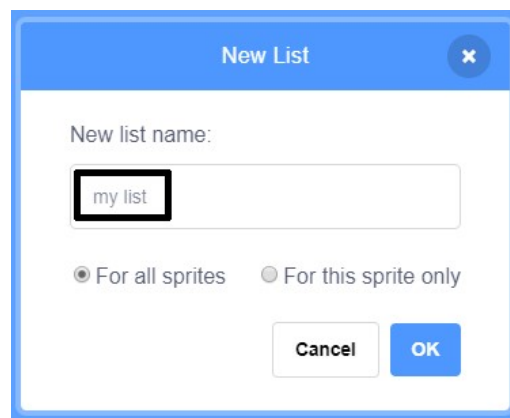 New List
New list name:
my list
For all sprites For this sprite only
Cancel OK